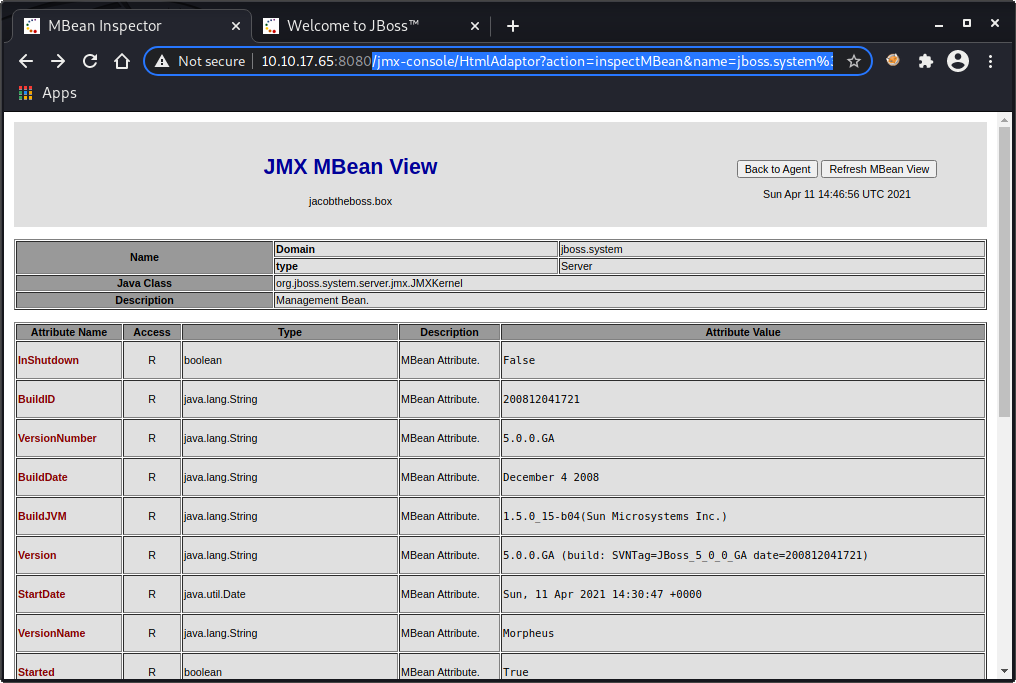 MBean Inspector
Welcome to JBoss™
Not secure 10.10.17.65:8080/jmx-console/HtmlAdaptor?action=inspectMBean&name=jboss.system%
Apps
JMX MBean View
jacobtheboss.box
Back to Agent Refresh MBean View
Sun Apr 11 14:46:56 UTC 2021
Name Domain jboss.system
type Server
Java Class org.jboss.system.server.jmx.JMXKernel
Description Management Bean.
Attribute Name Access Type Description Attribute Value
InShutdown R boolean MBean Attribute. False
BuildID R java.lang.String MBean Attribute. 200812041721
VersionNumber R java.lang.String MBean Attribute. 5.0.0.GA
BuildDate R java.lang.String MBean Attribute. December 4 2008
BuildJVM R java.lang.String MBean Attribute. 1.5.0_15-b04(Sun Microsystems Inc.)
Version R java.lang.String MBean Attribute. 5.0.0.GA (build: SVNTag=JBoss_5_0_0_GA date=200812041721)
StartDate R java.util.Date MBean Attribute. Sun, 11 Apr 2021 14:30:47 +0000
VersionName R java.lang.String MBean Attribute. Morpheus
Started R boolean MBean Attribute. True